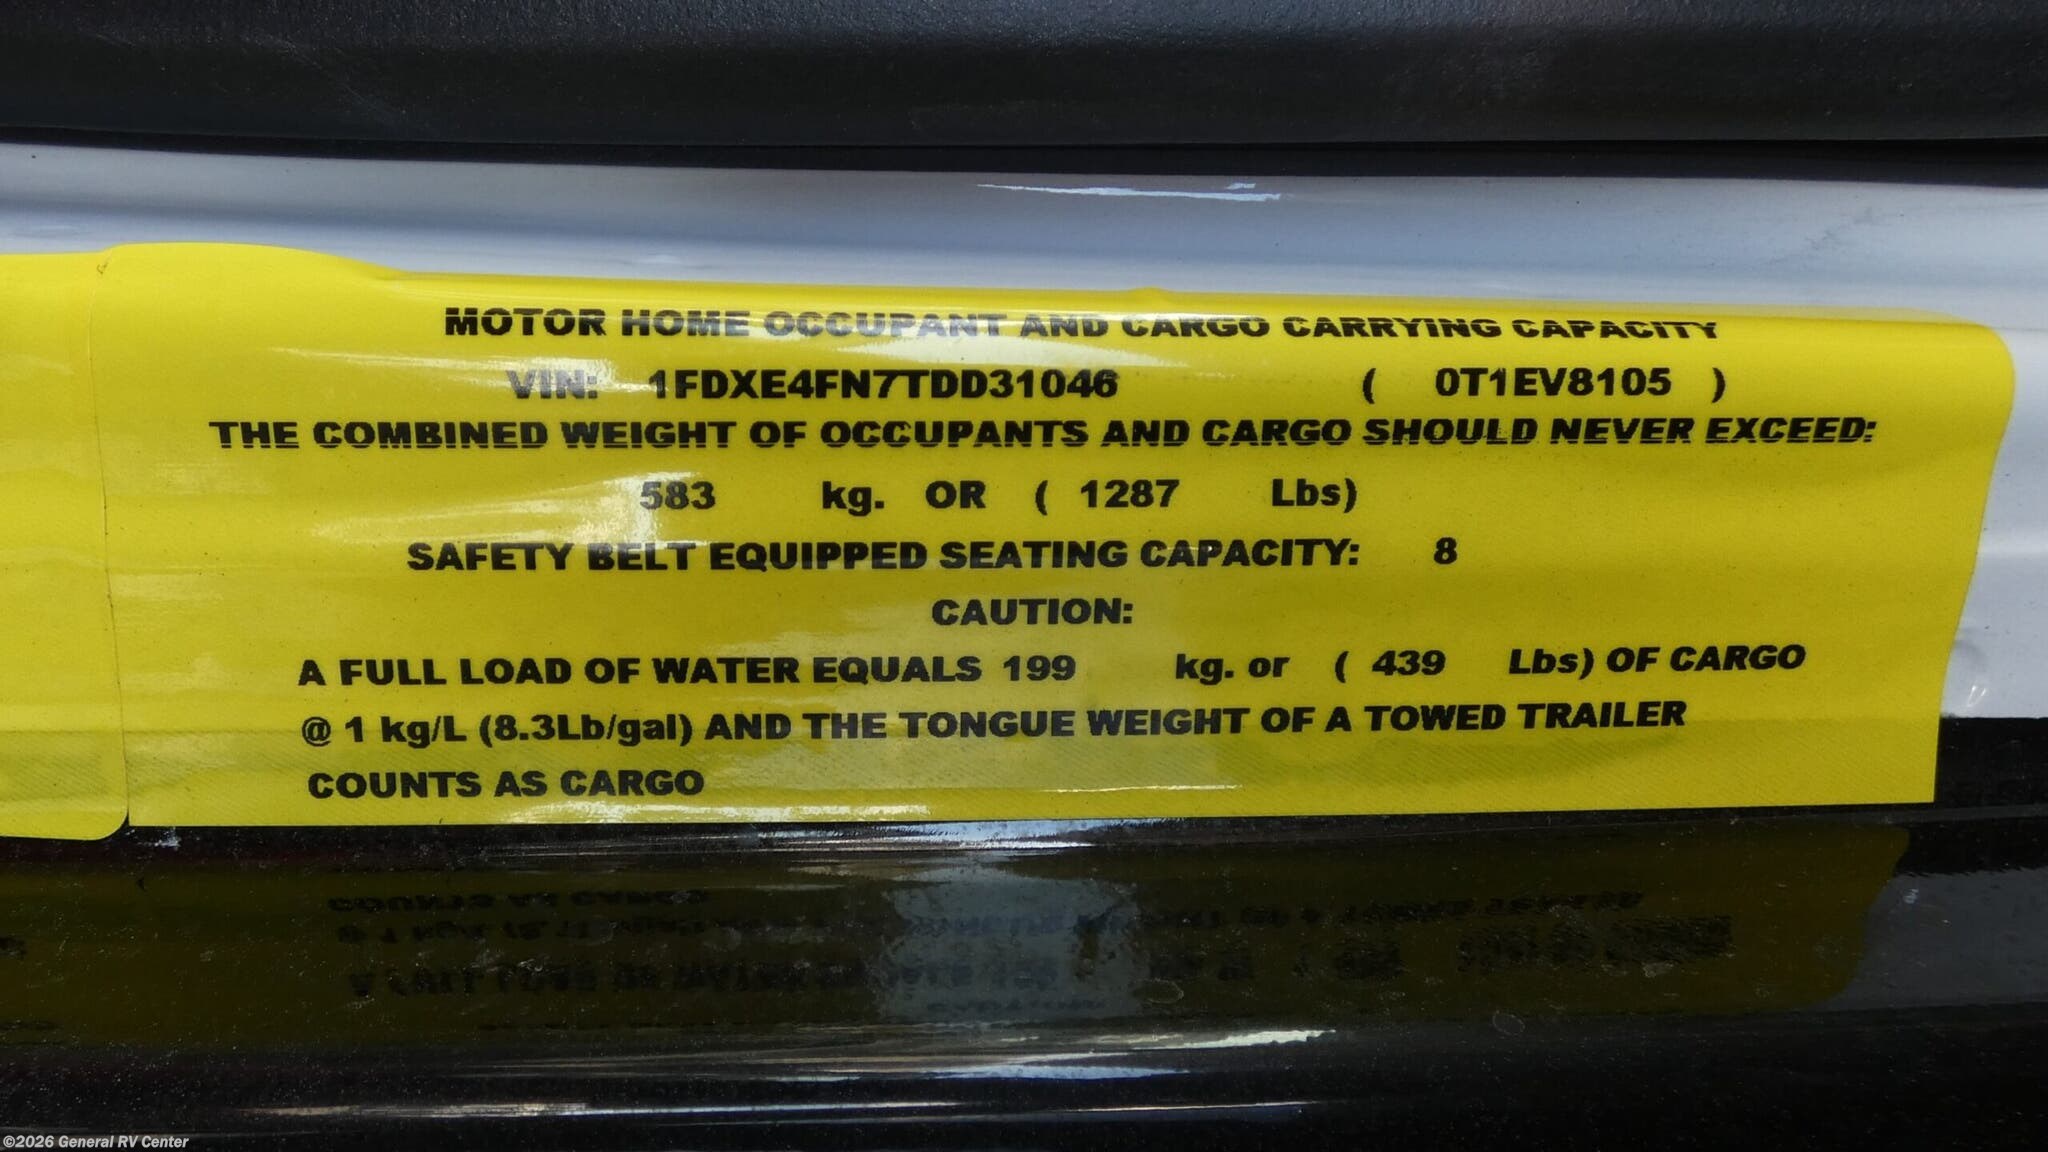 MOTOR HOME OCCUPANT AND CARGO CARRYING CAPACITY
VIN: 1FDXE4FN7TDD31046 ( 0T1EV8105 )
THE COMBINED WEIGHT OF OCCUPANTS AND CARGO SHOULD NEVER EXCEED:
583 kg. OR ( 1287 Lbs)
SAFETY BELT EQUIPPED SEATING CAPACITY: 8
CAUTION:
A FULL LOAD OF WATER EQUALS 199 kg. or ( 439 Lbs) OF CARGO
@ 1 kg/L (8.3Lb/gal) AND THE TONGUE WEIGHT OF A TOWED TRAILER
COUNTS AS CARGO
©2026 General RV Center